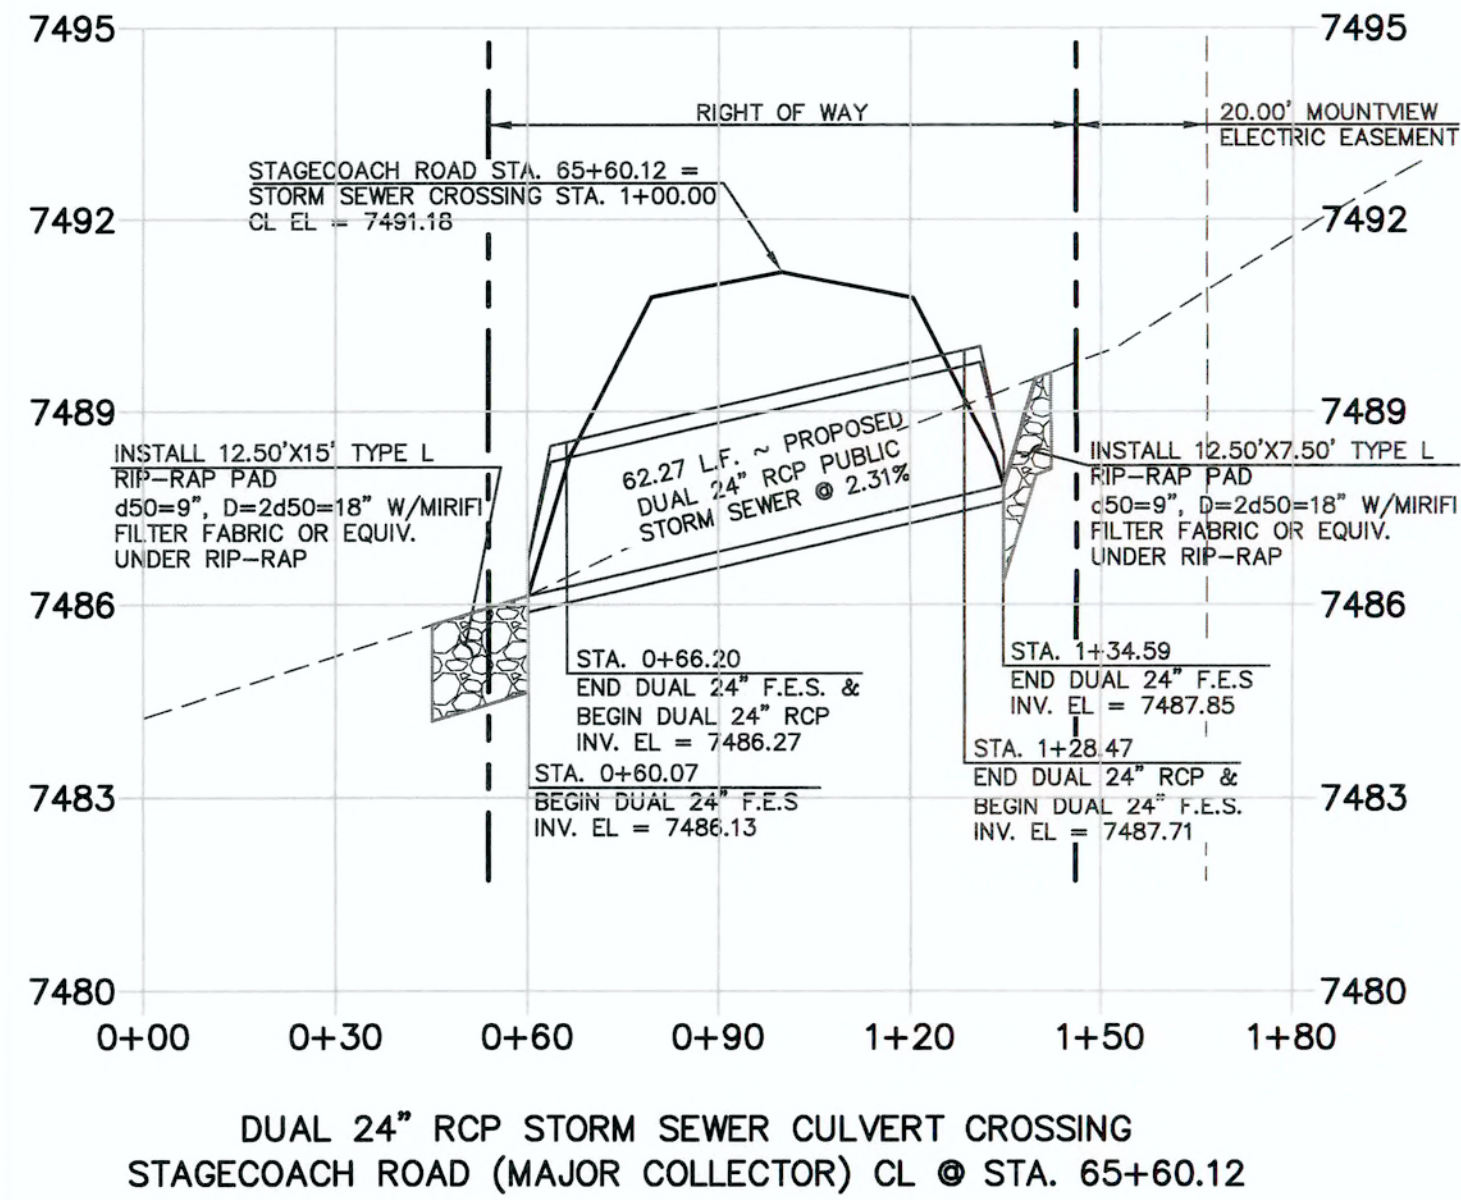 7495
7495
RIGHT OF WAY
20.00' MOUNTVIEW
ELECTRIC EASEMENT
STAGECOACH ROAD STA. 65+60.12 =
STORM SEWER CROSSING STA. 1+00.00
CL EL = 7491.18
7492
7492
7489
7489
INSTALL 12.50'X15' TYPE L
RIP-RAP PAD
d50=9", D=2d50=18" W/MIRIFI
FILTER FABRIC OR EQUIV.
UNDER RIP-RAP
62.27 L.F. ~ PROPOSED
DUAL 24" RCP PUBLIC
STORM SEWER @ 2.31%
INSTALL 12.50'X7.50' TYPE L
RIP-RAP PAD
d50=9", D=2d50=18" W/MIRIFI
FILTER FABRIC OR EQUIV.
UNDER RIP-RAP
7486
7486
STA. 0+66.20
END DUAL 24" F.E.S. &
BEGIN DUAL 24" RCP
INV. EL = 7486.27
STA. 1+34.59
END DUAL 24" F.E.S
INV. EL = 7487.85
STA. 0+60.07
BEGIN DUAL 24" F.E.S
INV. EL = 7486.13
STA. 1+28.47
END DUAL 24" RCP &
BEGIN DUAL 24" F.E.S.
INV. EL = 7487.71
7483
7483
7480
7480
0+00
0+30
0+60
0+90
1+20
1+50
1+80
DUAL 24" RCP STORM SEWER CULVERT CROSSING
STAGECOACH ROAD (MAJOR COLLECTOR) CL @ STA. 65+60.12